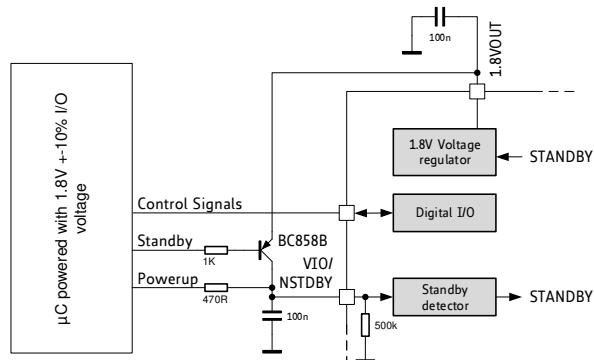 100n
1.8VOUT
µC powered with 1.8V +-10% I/O
voltage
1.8V Voltage
regulator
STANDBY
Control Signals
Digital I/O
Standby
1K
BC858B
VIO/
NSTDBY
Powerup
470R
Standby
detector
STANDBY
100n
500k